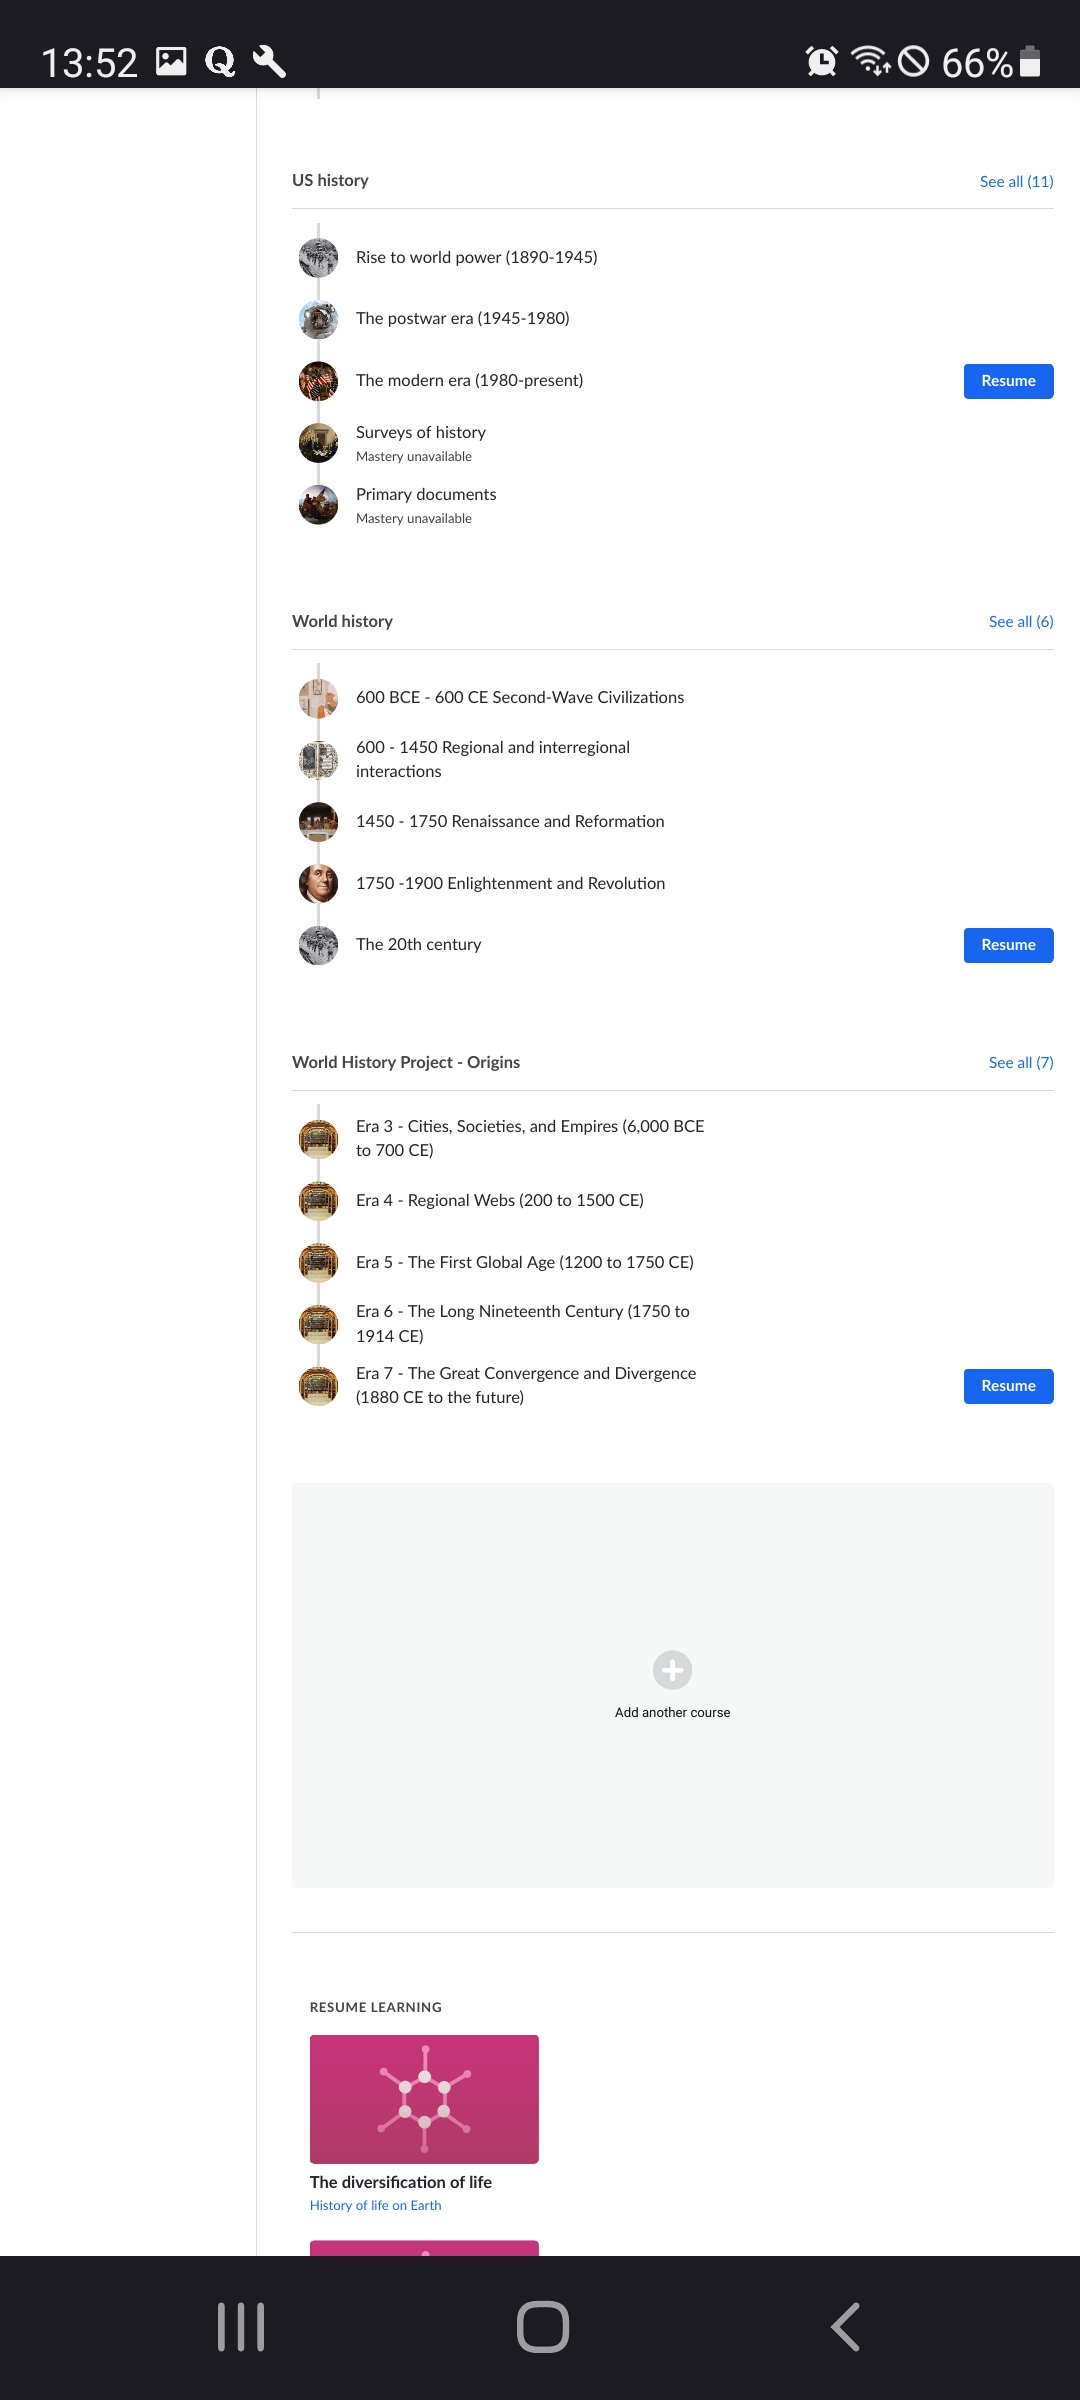 13:52
66%
US history
See all (11)
Rise to world power (1890-1945)
The postwar era (1945-1980)
The modern era (1980-present)
Resume
Surveys of history
Mastery unavailable
Primary documents
Mastery unavailable
World history
See all (6)
600 BCE - 600 CE Second-Wave Civilizations
600 - 1450 Regional and interregional
interactions
1450 - 1750 Renaissance and Reformation
1750 -1900 Enlightenment and Revolution
The 20th century
Resume
World History Project - Origins
See all (7)
Era 3 - Cities, Societies, and Empires (6,000 BCE
to 700 CE)
Era 4 - Regional Webs (200 to 1500 CE)
Era 5 - The First Global Age (1200 to 1750 CE)
Era 6 - The Long Nineteenth Century (1750 to
1914 CE)
Era 7 - The Great Convergence and Divergence
(1880 CE to the future)
Resume
Add another course
RESUME LEARNING
The diversification of life
History of life on Earth